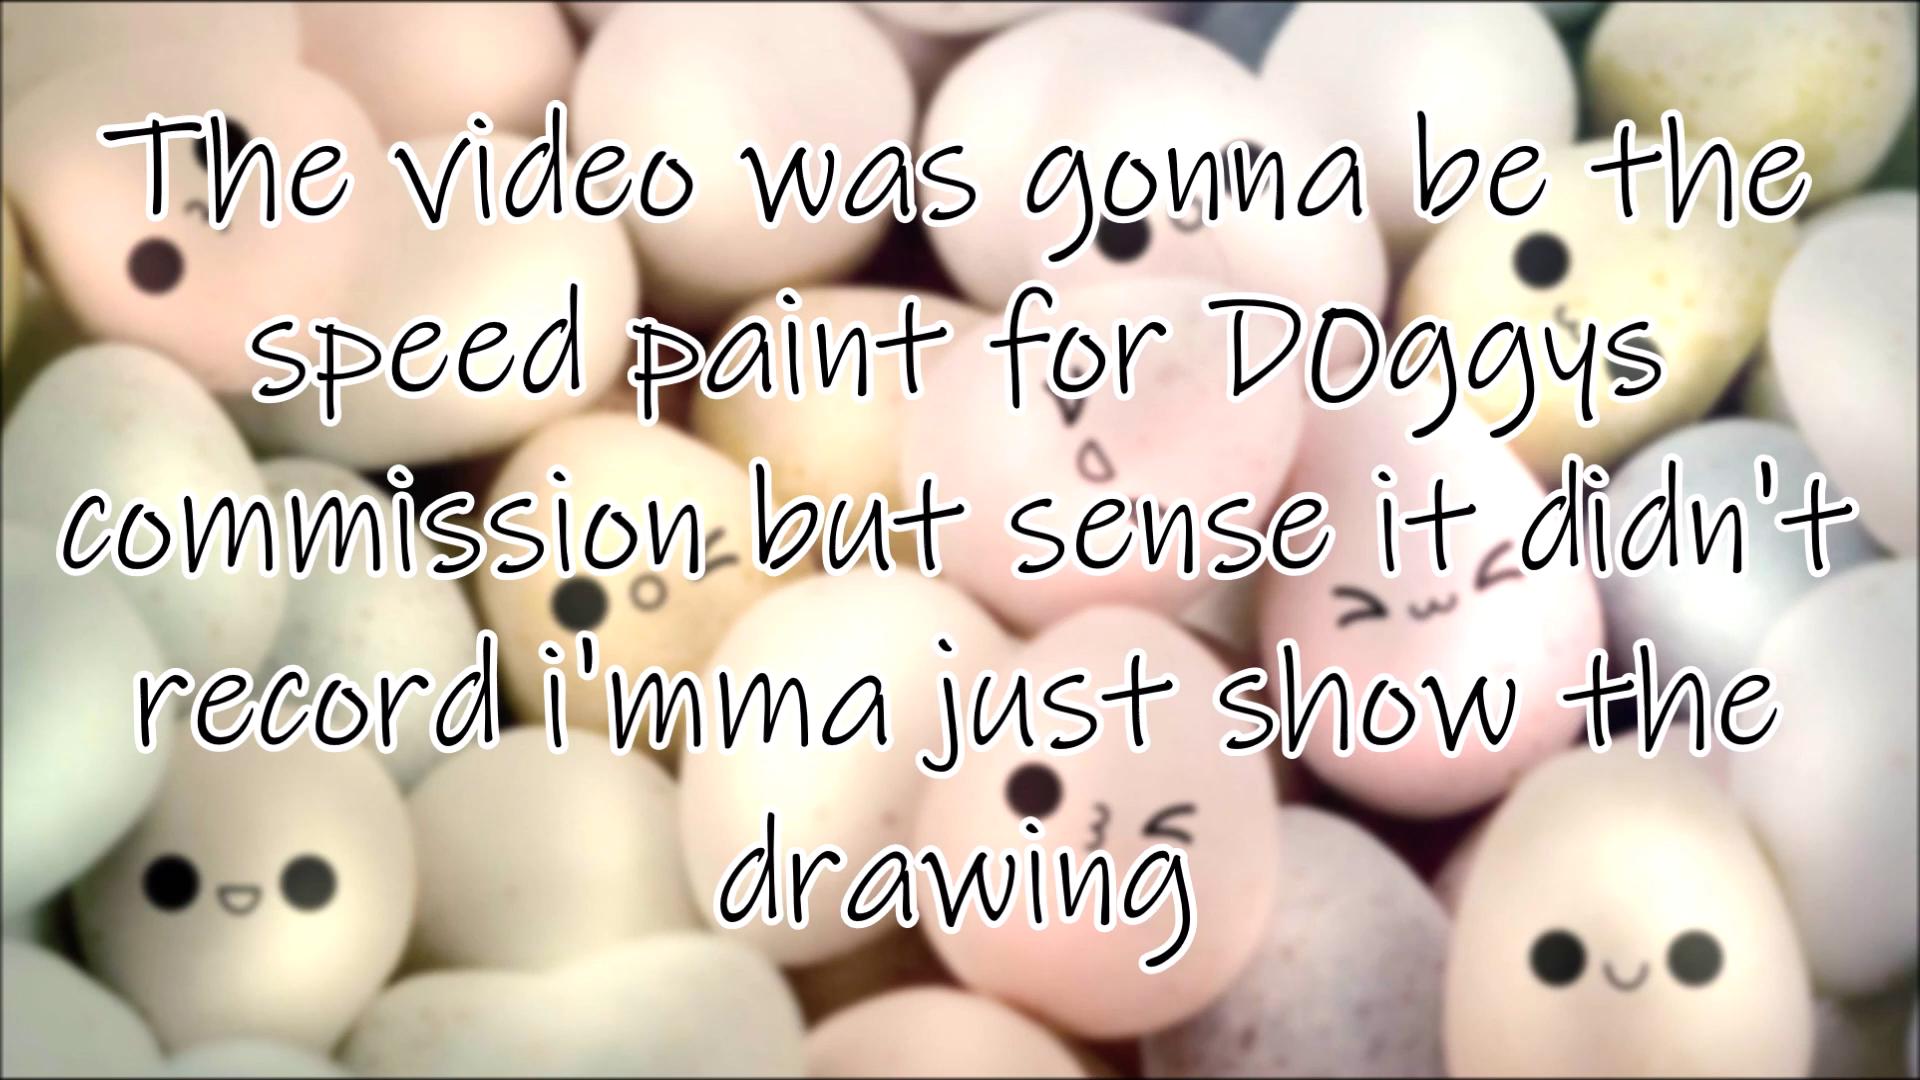 The video was gonna be the
speed paint for DOggys
commission but sense it didn't
record i'mma just show the
drawing